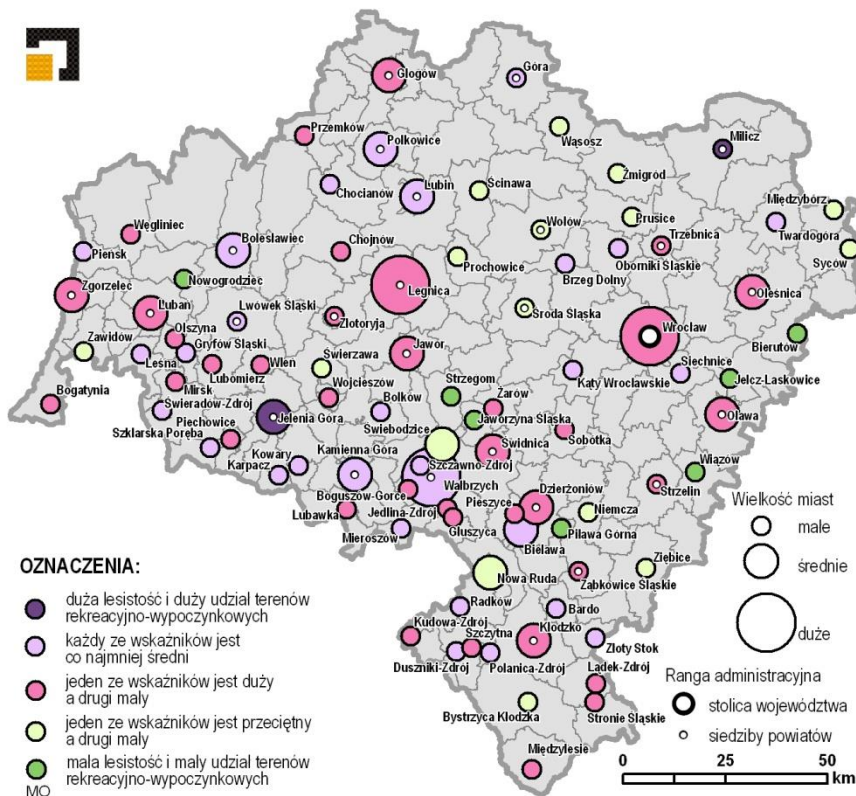 Głogów
Góra
Przemków
Polkowice
Wąsosz
Milicz
Chocianów
Lubin
Ścinawa
Żmigród
Międzybórz
Węgliniec
Wołów
Prusice
Twardogóra
Pieńsk
Bolesławiec
Chojnów
Trzebnica
Syców
Nowogrodziec
Prochowice
Brzeg Dolny
Oborniki Śląskie
Zgorzelec
Legnica
Oleśnica
Lubań
Lwówek Śląski
Złotoryja
Środa Śląska
Wrocław
Olszyna
Zawidów
Gryfów Śląski
Jawór
Bierutów
Leśna
Lubomierz
Wleń
Świerzawa
Siechnice
Mirsk
Wojcieszów
Strzegom
Kąty Wrocławskie
Jelcz-Laskowice
Bogatynia
Świeradów-Zdrój
Bolków
Żarów
Piechowice
Jelenia Góra
Świebodzice
Jaworzyna Śląska
Oława
Szklarska Poręba
Sobótka
Kowary
Kamienna Góra
Świdnica
Karpacz
Szczawno-Zdrój
Wiązów
Boguszów-Gorce
Wałbrzych
Strzelin
Lubawka
Jedlina-Zdrój
Pieszyce
Dzierżoniów
Mieroszów
Głuszyca
Niemcza
Bielawa
Piława Górna
Nowa Ruda
Ząbkowice Śląskie
Ziębice
Radków
Bardo
Kudowa-Zdrój
Szczytna
Kłodzko
Złoty Stok
Duszniki-Zdrój
Polanica-Zdrój
Lądek-Zdrój
Bystrzyca Kłodzka
Stronie Śląskie
Międzylesie
OZNACZENIA:
duża lesistość i duży udział terenów
rekreacyjno-wypoczynkowych
każdy ze wskaźników jest
co najmniej średni
jeden ze wskaźników jest duży
a drugi mały
jeden ze wskaźników jest przeciętny
a drugi mały
mała lesistość i mały udział terenów
rekreacyjno-wypoczynkowych
MO
Wielkość miast
małe
średnie
duże
Ranga administracyjna
stolica województwa
siedziby powiatów
0 25 50
km